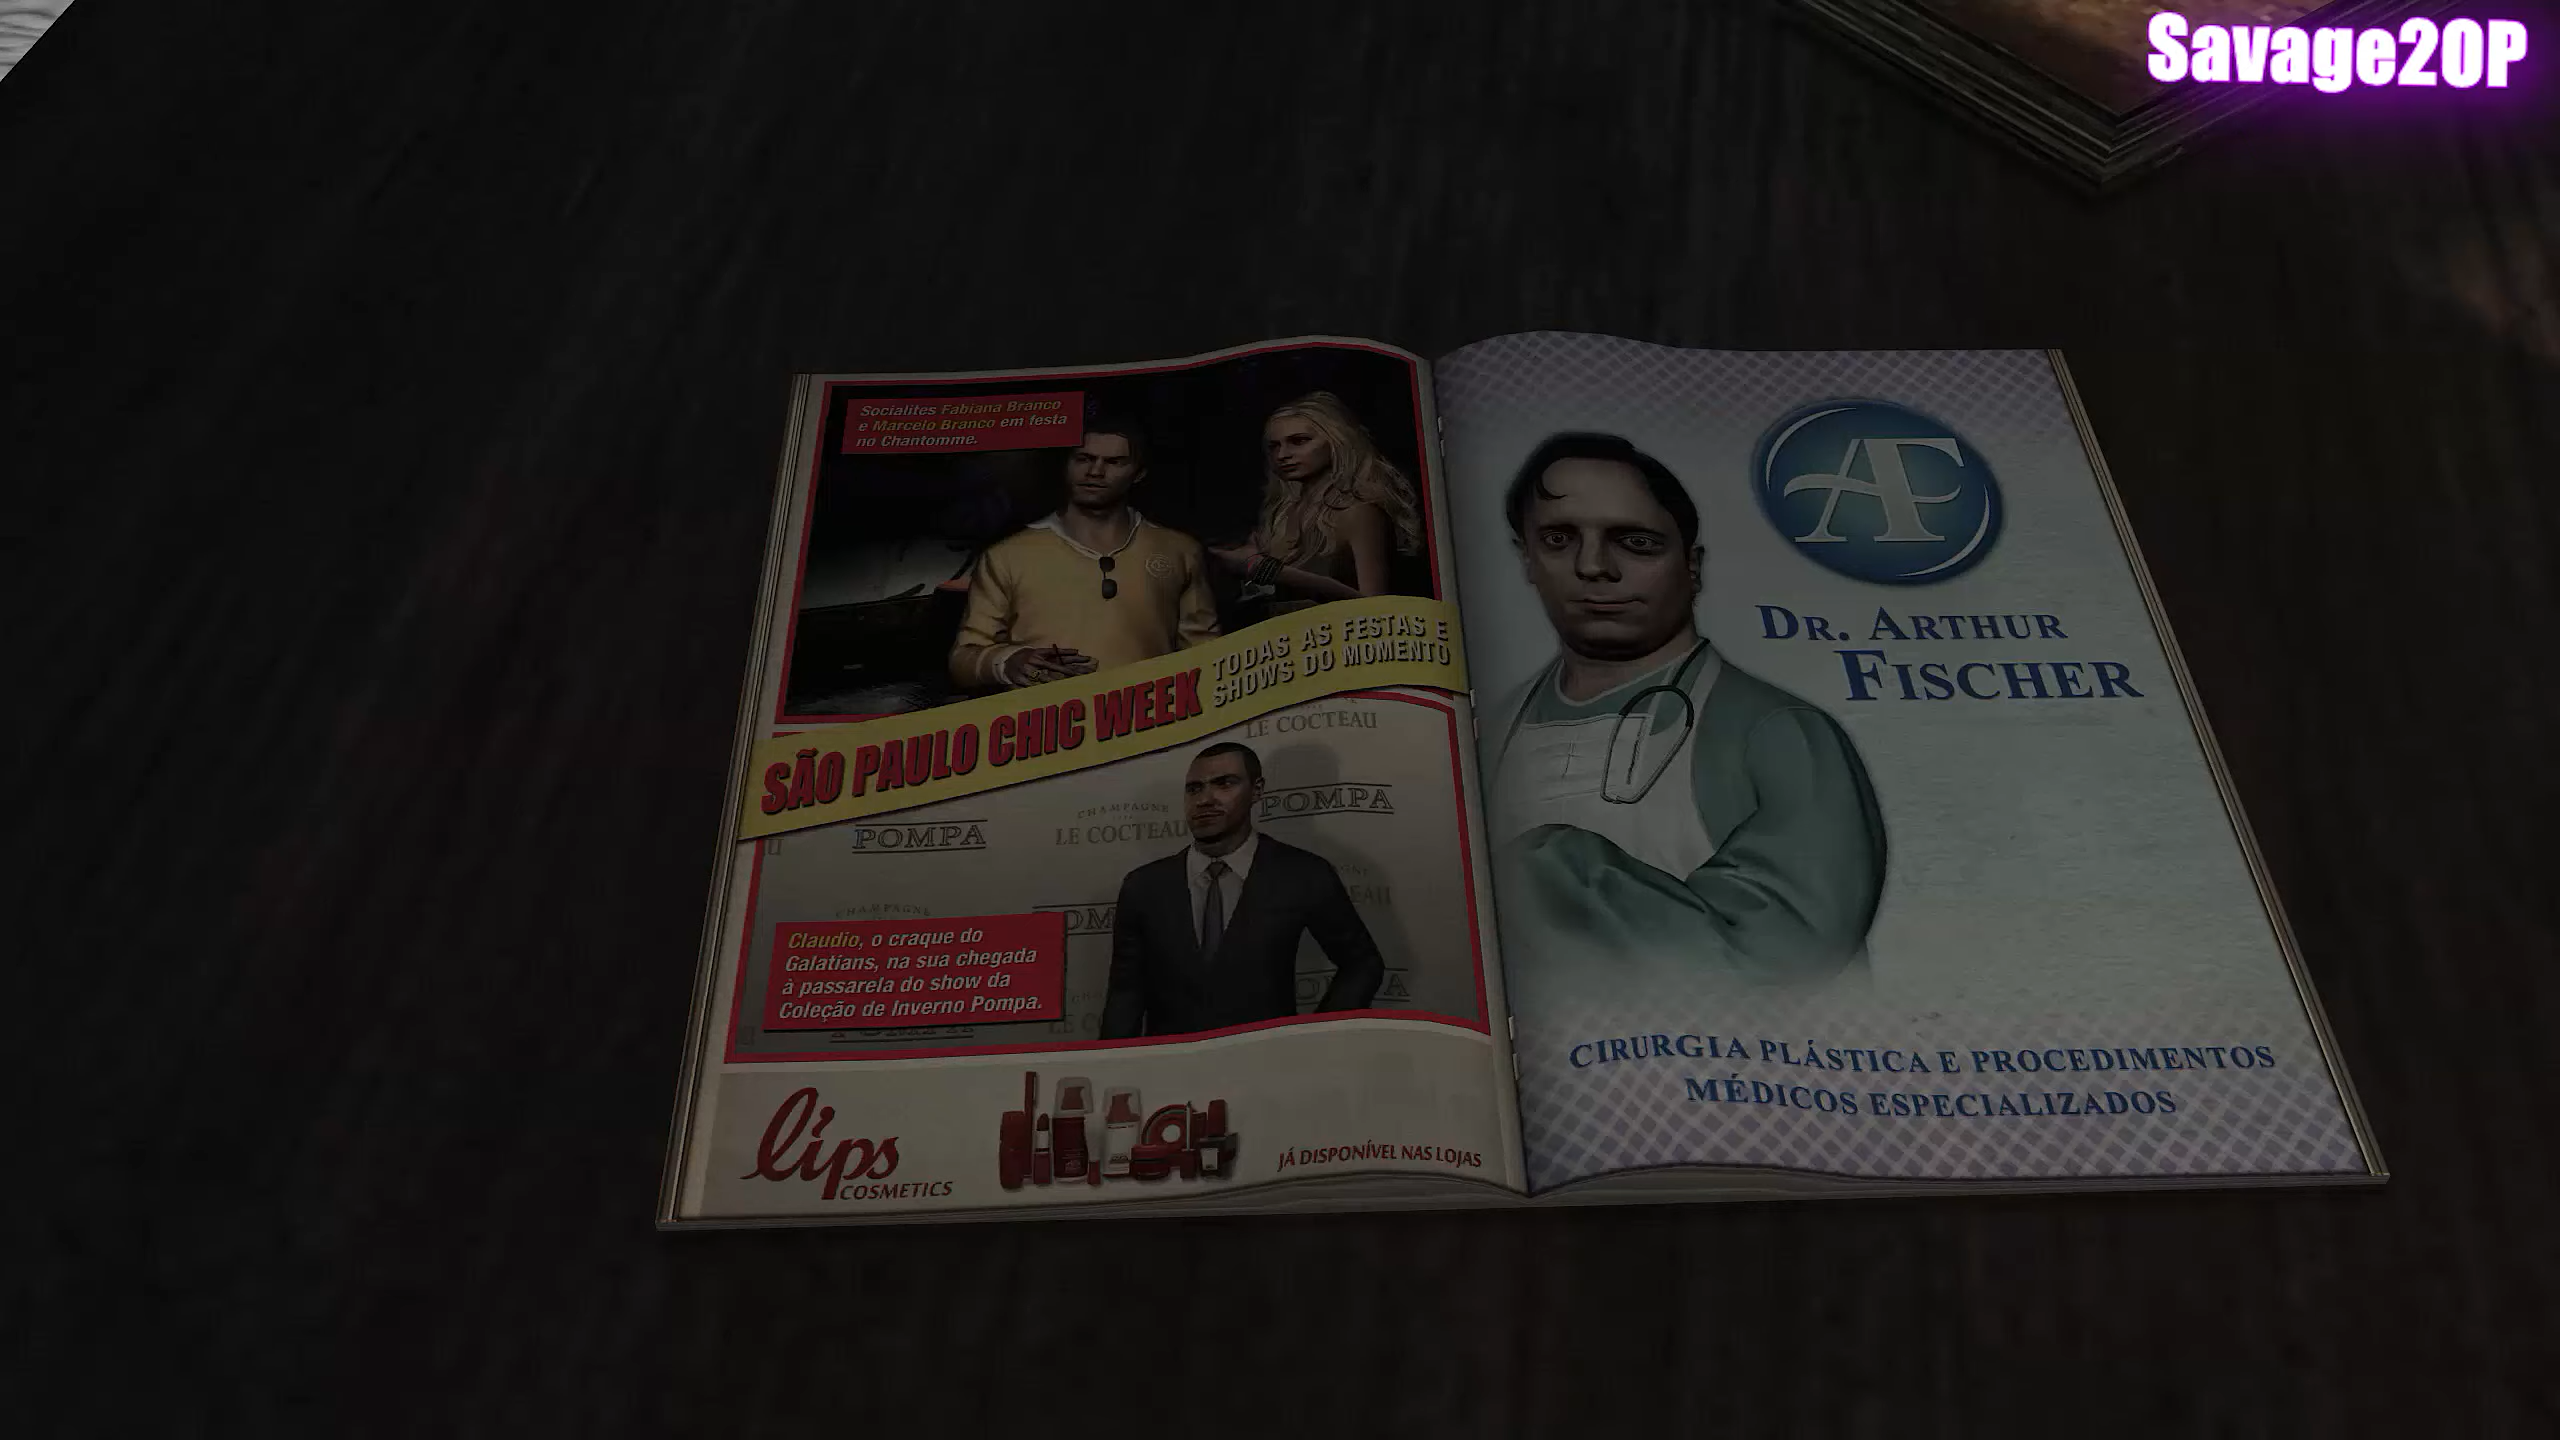 Savage20P
Socialites Fabiana Branco
e Marcelo Branco em festa
no Chantomme.
SÃO PAULO CHIC WEEK
TODAS AS FESTAS E
SHOWS DO MOMENTO
LE COCTEAU
POMPA
CHAMPAGNE
LE COCTEAU
POMPA
CHAMPAGNE
Claudio, o craque do
Galatians, na sua chegada
à passarela do show da
Coleção de Inverno Pompa.
lips
COSMETICS
JÁ DISPONÍVEL NAS LOJAS
AF
DR. ARTHUR
FISCHER
CIRURGIA PLÁSTICA E PROCEDIMENTOS
MÉDICOS ESPECIALIZADOS